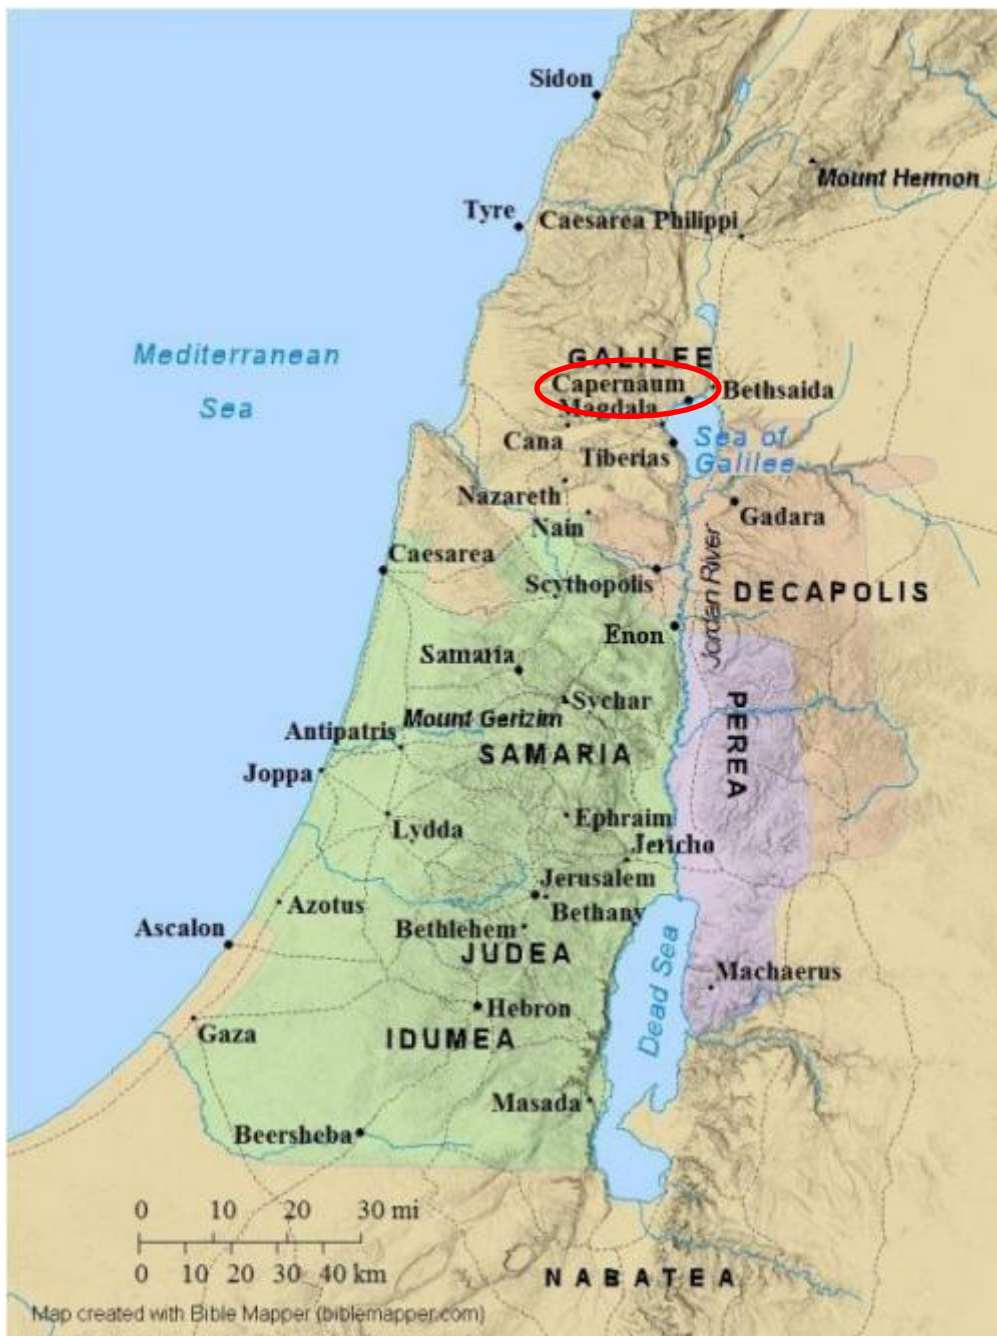 Sidon
Mount Hermon
Tyre
Caesarea Philippi
Mediterranean
Sea
GALILEE
Capernaum
Bethsaida
Magdala
Cana
Sea of
Galilee
Tiberias
Nazareth
Gadara
Nain
Jordan River
Caesarea
Scythopolis
DECAPOLIS
Enon
Samaria
Sychar
PEREA
Mount Gerizim
Antipatris
SAMARIA
Joppa
Ephraim
Lydda
Jericho
Jerusalem
Azotus
Bethany
Ascalon
Bethlehem
JUDEA
Dead Sea
Machaerus
Hebron
Gaza
IDUMEA
Masada
Beersheba
0 10 20 30 mi
0 10 20 30 40 km
NABATEA
Map created with Bible Mapper (biblemapper.com)